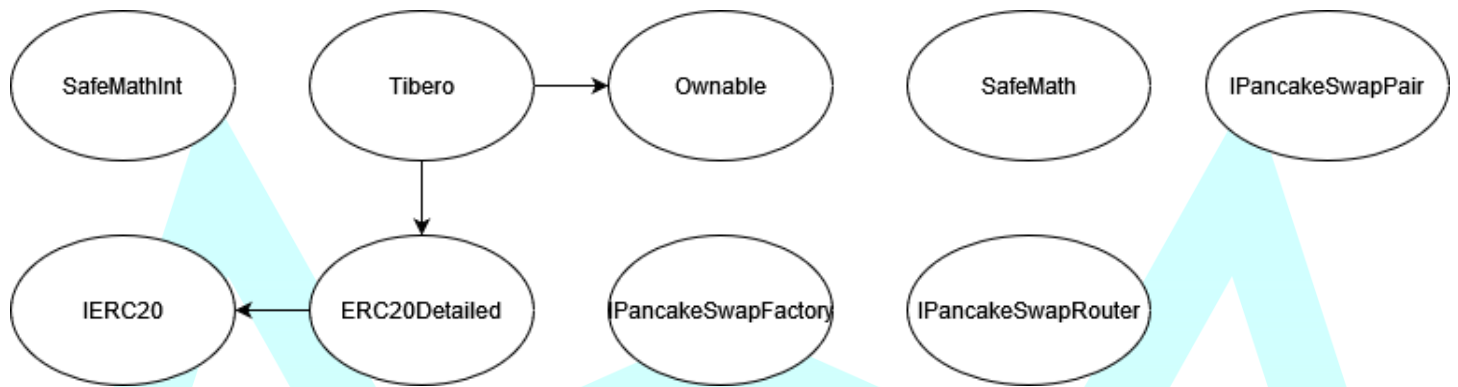 SafeMathInt
Tibero
Ownable
SafeMath
IPancakeSwapPair
IERC20
ERC20Detailed
IPancakeSwapFactory
IPancakeSwapRouter